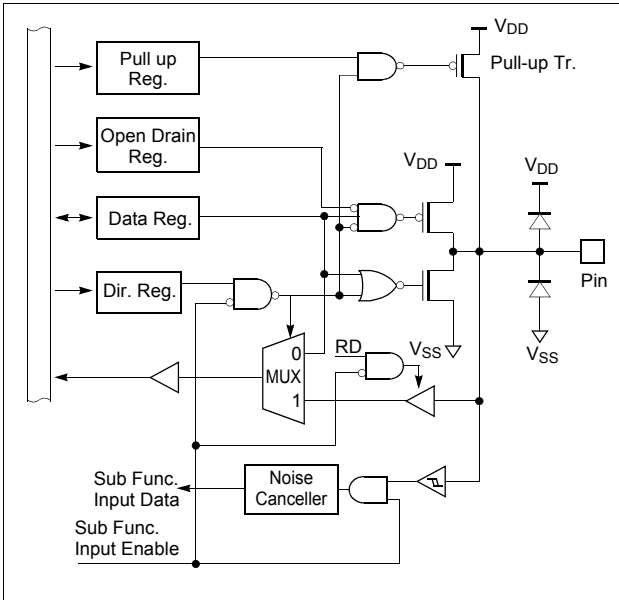 VDD
Pull up
Reg.
Pull-up Tr.
Open Drain
Reg.
VDD
VDD
Data Reg.
Dir. Reg.
Pin
0
RD
VSS
VSS
MUX
1
Sub Func.
Input Data
Noise
Canceller
Sub Func.
Input Enable